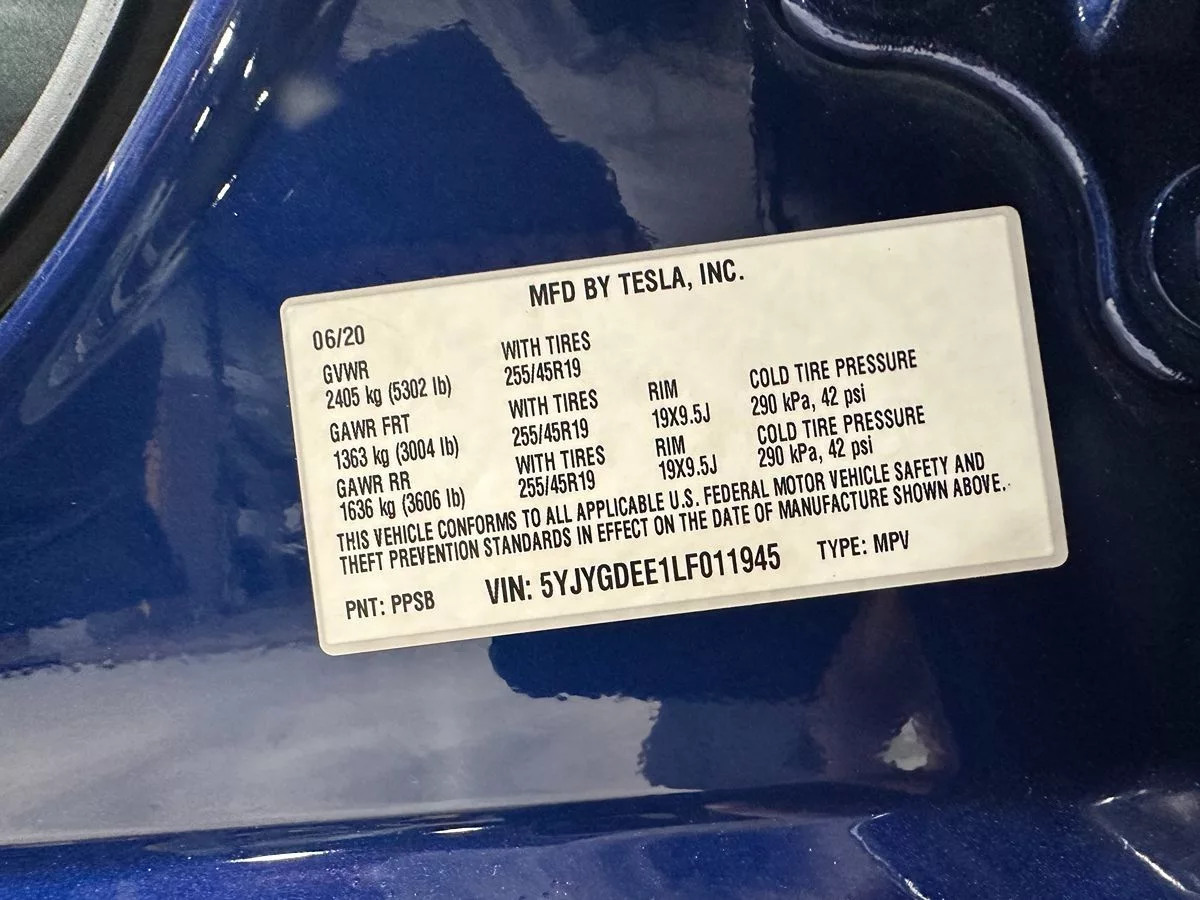 MFD BY TESLA, INC.
06/20
GVWR WITH TIRES
2405 kg (5302 lb) 255/45R19
GAWR FRT WITH TIRES RIM COLD TIRE PRESSURE
1363 kg (3004 lb) 255/45R19 19X9.5J 290 kPa, 42 psi
GAWR RR WITH TIRES RIM COLD TIRE PRESSURE
1636 kg (3606 lb) 255/45R19 19X9.5J 290 kPa, 42 psi
THIS VEHICLE CONFORMS TO ALL APPLICABLE U.S. FEDERAL MOTOR VEHICLE SAFETY AND
THEFT PREVENTION STANDARDS IN EFFECT ON THE DATE OF MANUFACTURE SHOWN ABOVE.
PNT: PPSB VIN: 5YJYGDEE1LF011945 TYPE: MPV